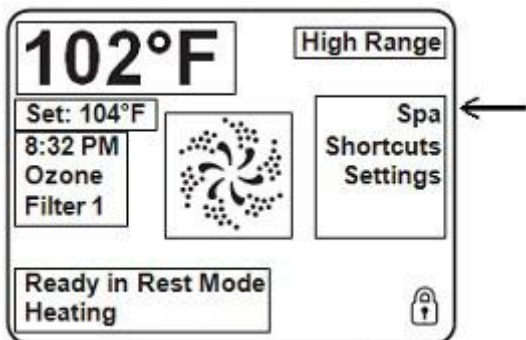 102°F
High Range
Set: 104°F
8:32 PM
Ozone
Filter 1
Spa
Shortcuts
Settings
Ready in Rest Mode
Heating